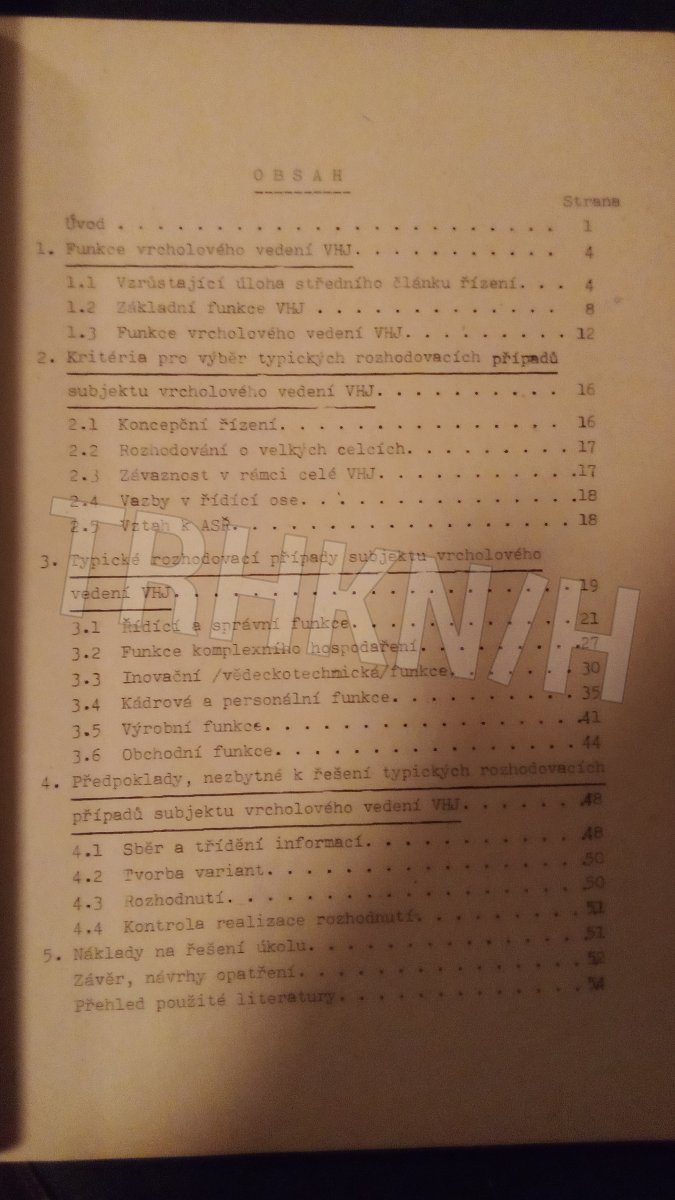 O B S A H
Strana
Úvod . . . . . . . . . . . . . . . . . . . . . . 1
1. Funkce vrcholového vedení VHJ. . . . . . . . . . . 4
1.1 Vzrůstající úloha středního článku řízení. . . 4
1.2 Základní funkce VHJ . . . . . . . . . . . . . 8
1.3 Funkce vrcholového vedení VHJ. . . . . . . . . 12
2. Kritéria pro výběr typických rozhodovacích případů
subjektu vrcholového vedení VHJ. . . . . . . . . . 16
2.1 Koncepční řízení. . . . . . . . . . . . . . . 16
2.2 Rozhodování o velkých celcích. . . . . . . . . 17
2.3 Závaznost v rámci celé VHJ. . . . . . . . . . .17
2.4 Vazby v řídící ose. . . . . . . . . . . . . . .18
2.5 Vztah k ASŘ. . . . . . . . . . . . . . . . . 18
3. Typické rozhodovací případy subjektu vrcholového
vedení VHJ. . . . . . . . . . . . . . . . . . . . 19
3.1 Řídící a správní funkce. . . . . . . . . . . . 21
3.2 Funkce komplexního hospodaření. . . . . . . . .27
3.3 Inovační /vědeckotechnická/funkce. . . . . . . 30
3.4 Kádrová a personální funkce. . . . . . . . . . 35
3.5 Výrobní funkce. . . . . . . . . . . . . . . . .41
3.6 Obchodní funkce. . . . . . . . . . . . . . . . 44
4. Předpoklady, nezbytné k řešení typických rozhodovacích
případů subjektu vrcholového vedení VHJ. . . . . . .48
4.1 Sběr a třídění informací. . . . . . . . . . . .48
4.2 Tvorba variant. . . . . . . . . . . . . . . . 50
4.3 Rozhodnutí. . . . . . . . . . . . . . . . . . 50
4.4 Kontrola realizace rozhodnutí. . . . . . . . . 51
5. Náklady na řešení úkolu. . . . . . . . . . . . . . 51
Závěr, návrhy opatření. . . . . . . . . . . . . . 52
Přehled použité literatury. . . . . . . . . . . . 54
TRHKN/H